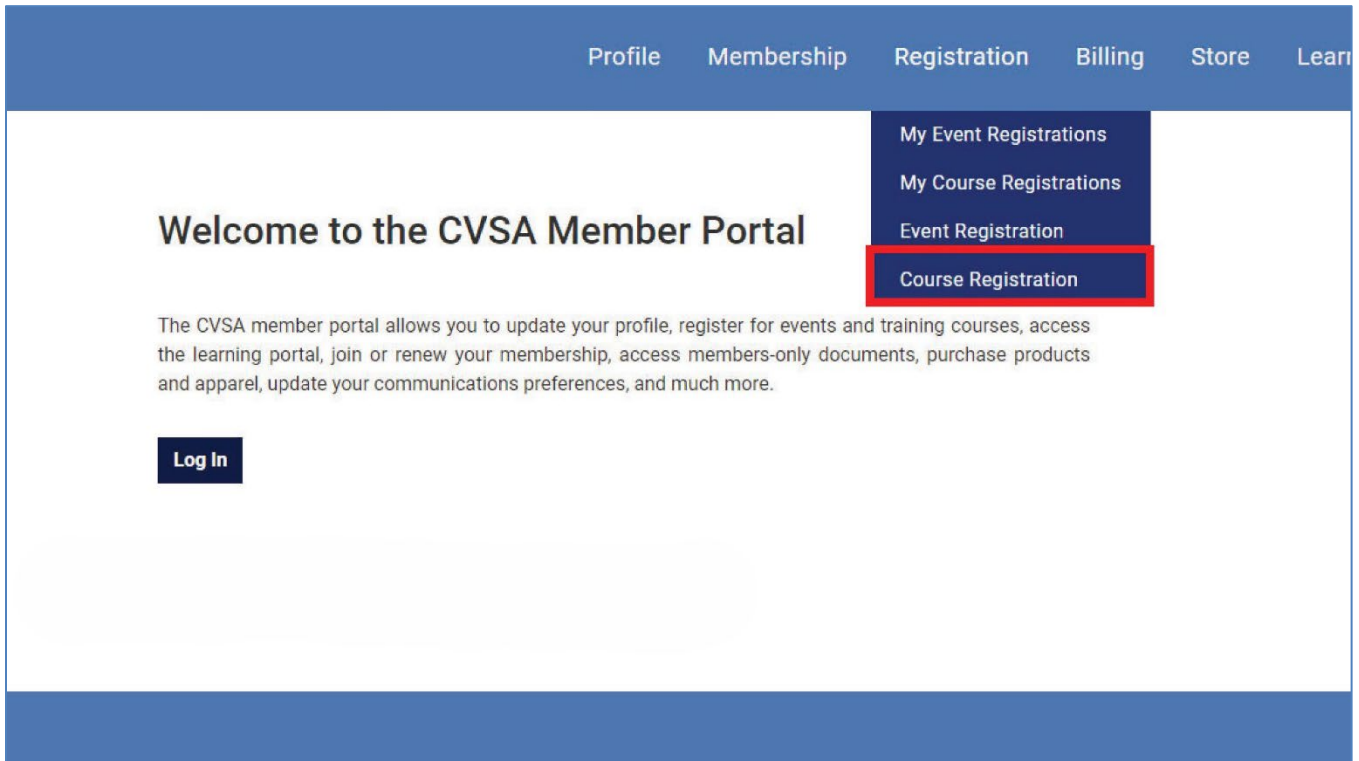 Profile Membership Registration Billing Store Learn
My Event Registrations
My Course Registrations
Event Registration
Course Registration
Welcome to the CVSA Member Portal
The CVSA member portal allows you to update your profile, register for events and training courses, access
the learning portal, join or renew your membership, access members-only documents, purchase products
and apparel, update your communications preferences, and much more.
Log In